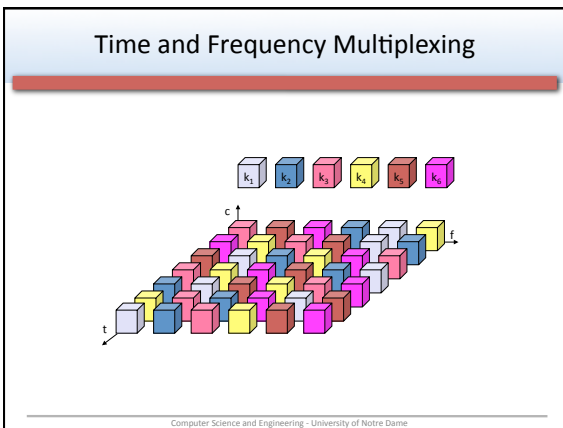 Time and Frequency Multiplexing
k₁ k₂ k₃ k₄ k₅ k₆
c
f
t
Computer Science and Engineering - University of Notre Dame